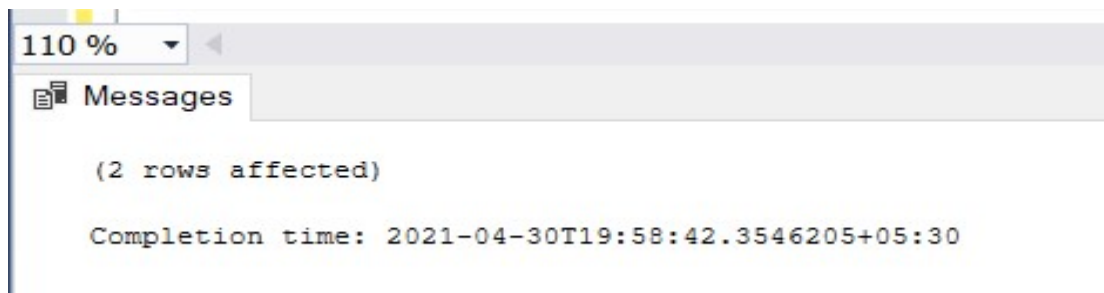 110 %
Messages
(2 rows affected)
Completion time: 2021-04-30T19:58:42.3546205+05:30